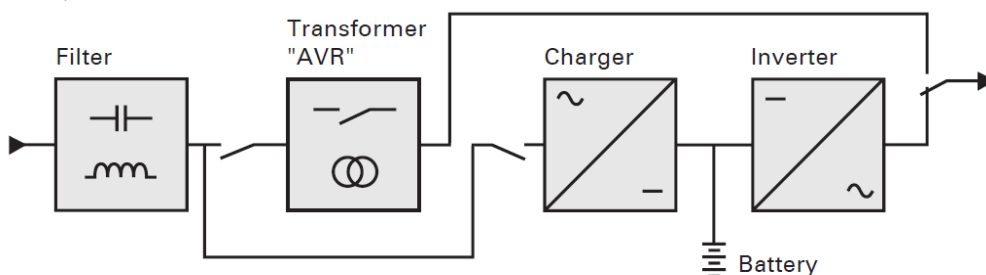 Filter
Transformer
"AVR"
Charger
Inverter
Battery